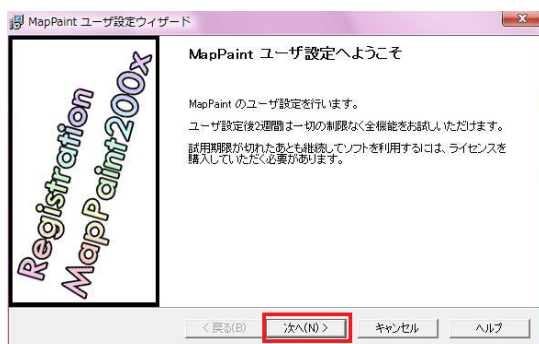 MapPaint ユーザ設定ウィザード
MapPaint ユーザ設定へようこそ
MapPaint のユーザ設定を行います。
ユーザ設定後2週間は一切の制限なく全機能をお試しいただけます。
試用期限が切れたあとも継続してソフトを利用するには、ライセンスを
購入していただく必要があります。
Registration
MapPaint200x
< 戻る(B)
次へ(N) >
キャンセル
ヘルプ